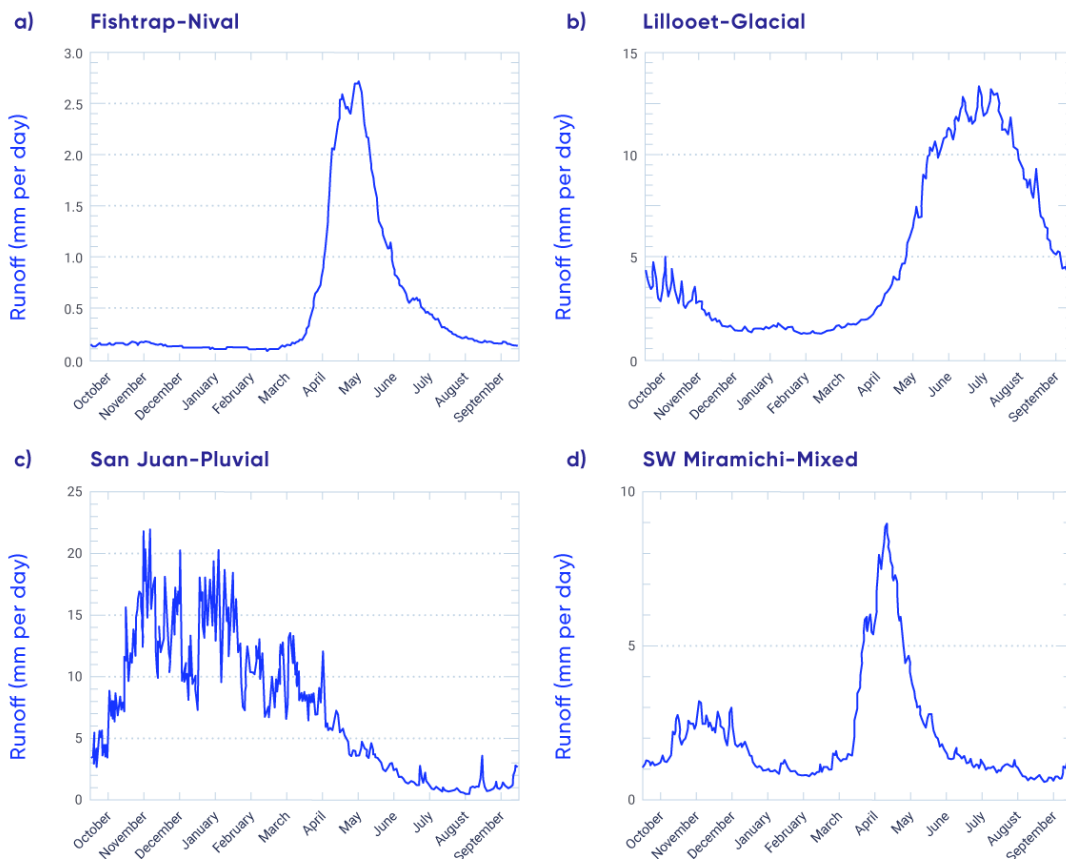 a) Fishtrap-Nival
Runoff (mm per day)
3.0
2.5
2.0
1.5
1.0
0.5
0.0
October
November
December
January
February
March
April
May
June
July
August
September
b) Lillooet-Glacial
Runoff (mm per day)
15
10
5
0
October
November
December
January
February
March
April
May
June
July
August
September
c) San Juan-Pluvial
Runoff (mm per day)
25
20
15
10
5
0
October
November
December
January
February
March
April
May
June
July
August
September
d) SW Miramichi-Mixed
Runoff (mm per day)
10
5
0
October
November
December
January
February
March
April
May
June
July
August
September